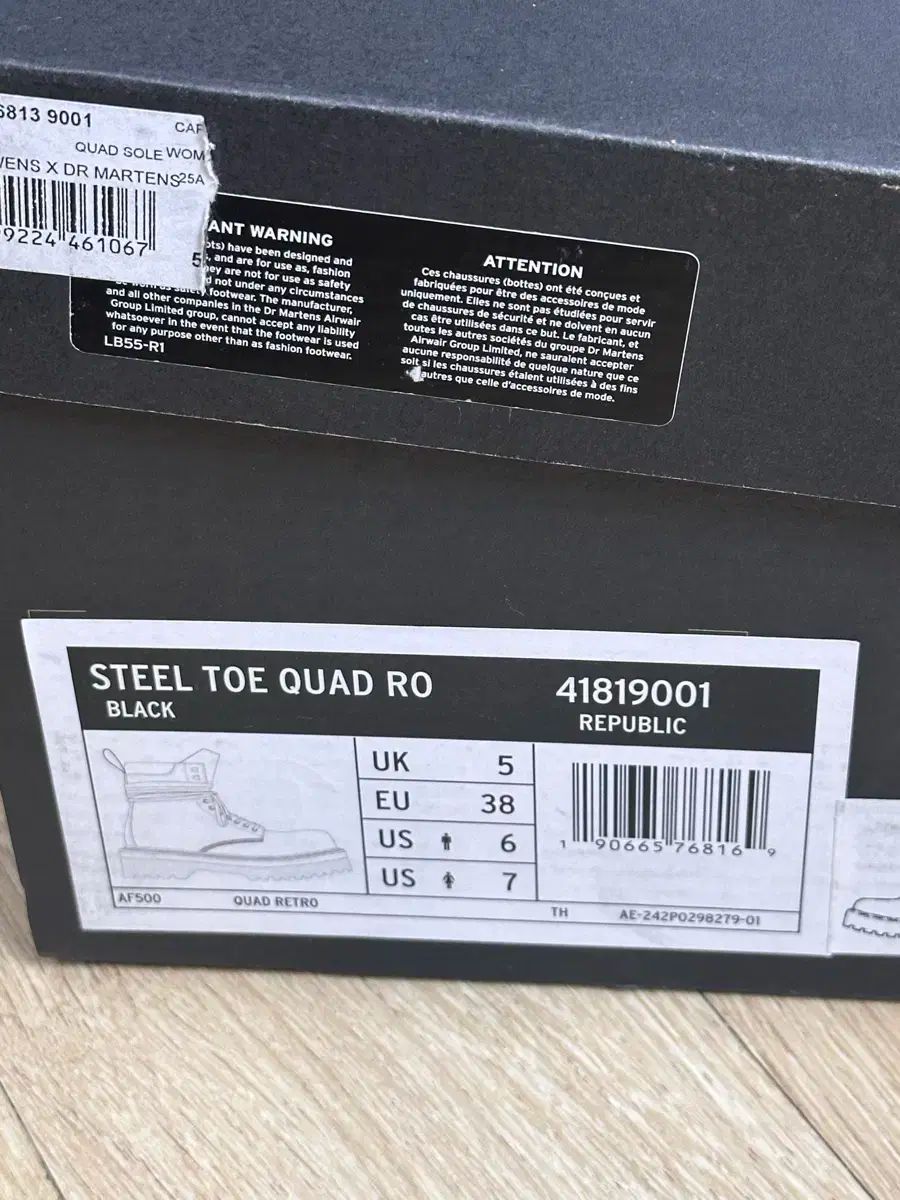 6813 9001
CAF
QUAD SOLE WOM
WENS X DR MARTENS 25A
9224 461067
5
ANT WARNING
ots) have been designed and
, and are for use as, fashion
hey are not for use as safety
d not under any circumstances
be worn as safety footwear. The manufacturer,
and all other companies in the Dr Martens Airwair
Group Limited group, cannot accept any liability
whatsoever in the event that the footwear is used
for any purpose other than as fashion footwear.
LB55-R1
ATTENTION
Ces chaussures (bottes) ont été conçues et
fabriquées pour être des accessoires de mode
uniquement. Elles ne sont pas étudiées pour servir
de chaussures de sécurité et ne doivent en aucun
cas être utilisées dans ce but. Le fabricant, et
toutes les autres sociétés du groupe Dr Martens
Airwair Group Limited, ne sauraient accepter
aucune responsabilité de quelque nature que ce
soit si les chaussures étaient utilisées à des fins
autres que celle d'accessoires de mode.
STEEL TOE QUAD RO
BLACK
41819001
REPUBLIC
UK 5
EU 38
US 6
US 7
1 90665 76816 9
AF500
QUAD RETRO
TH
AE-242P0298279-01